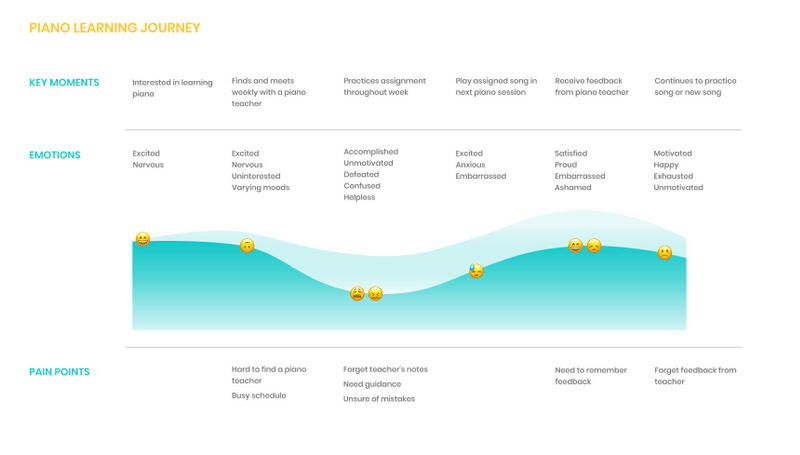 PIANO LEARNING JOURNEY
KEY MOMENTS
Interested in learning
piano
Finds and meets
weekly with a piano
teacher
Practices assignment
throughout week
Play assigned song in
next piano session
Receive feedback
from piano teacher
Continues to practice
song or new song
EMOTIONS
Excited
Nervous
Excited
Nervous
Uninterested
Varying moods
Accomplished
Unmotivated
Defeated
Confused
Helpless
Excited
Anxious
Embarrassed
Satisfied
Proud
Embarrassed
Ashamed
Motivated
Happy
Exhausted
Unmotivated
PAIN POINTS
Hard to find a piano
teacher
Busy schedule
Forget teacher's notes
Need guidance
Unsure of mistakes
Need to remember
feedback
Forget feedback from
teacher